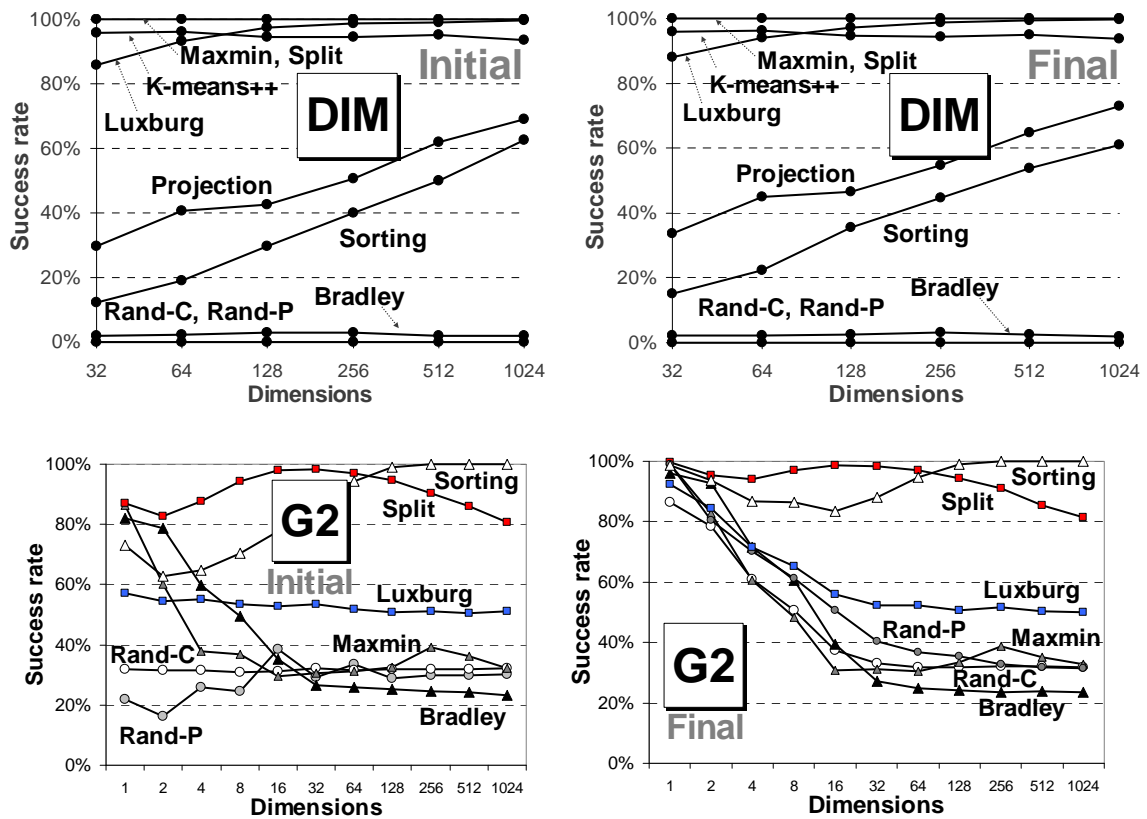 100%
80%
60%
40%
20%
0%
Success rate
Maxmin, Split
Initial
K-means++
Luxburg
DIM
Projection
Sorting
Bradley
Rand-C, Rand-P
32 64 128 256 512 1024
Dimensions
100%
80%
60%
40%
20%
0%
Success rate
Maxmin, Split
Final
K-means++
Luxburg
DIM
Projection
Sorting
Bradley
Rand-C, Rand-P
32 64 128 256 512 1024
Dimensions
100%
80%
60%
40%
20%
0%
Success rate
Sorting
Split
G2
Initial
Luxburg
Maxmin
Rand-C
Bradley
Rand-P
1 2 4 8 16 32 64 128 256 512 1024
Dimensions
100%
80%
60%
40%
20%
0%
Success rate
Sorting
Split
Luxburg
Rand-P
Maxmin
G2
Rand-C
Bradley
Final
1 2 4 8 16 32 64 128 256 512 1024
Dimensions